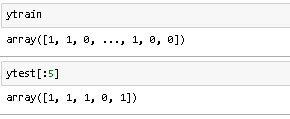 ytrain
array([1, 1, 0, ..., 1, 0, 0])
ytest[:5]
array([1, 1, 1, 0, 1])